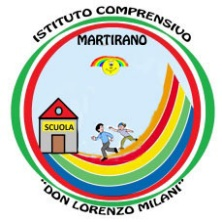 ISTITUTO COMPRENSIVO
MARTIRANO
SCUOLA
"DON LORENZO MILANI"